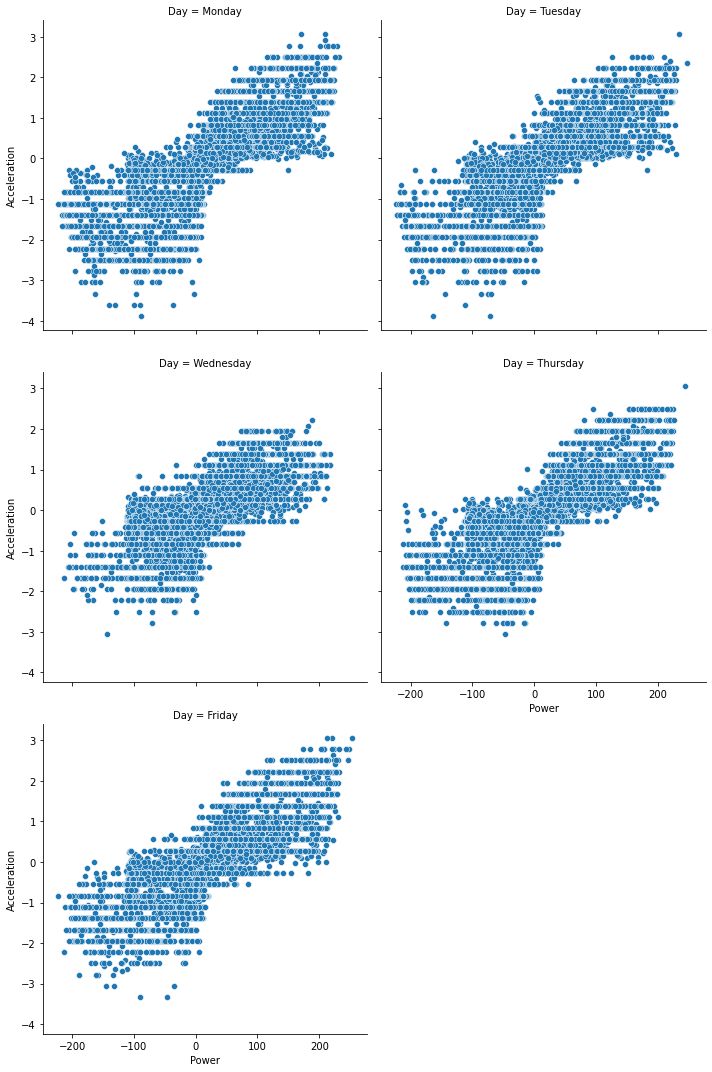 Day = Monday
Day = Tuesday
3
2
1
0
−1
−2
−3
−4
Acceleration
Day = Wednesday
Day = Thursday
3
2
1
0
−1
−2
−3
−4
Acceleration
−200 −100 0 100 200
Power
Day = Friday
3
2
1
0
−1
−2
−3
−4
Acceleration
−200 −100 0 100 200
Power